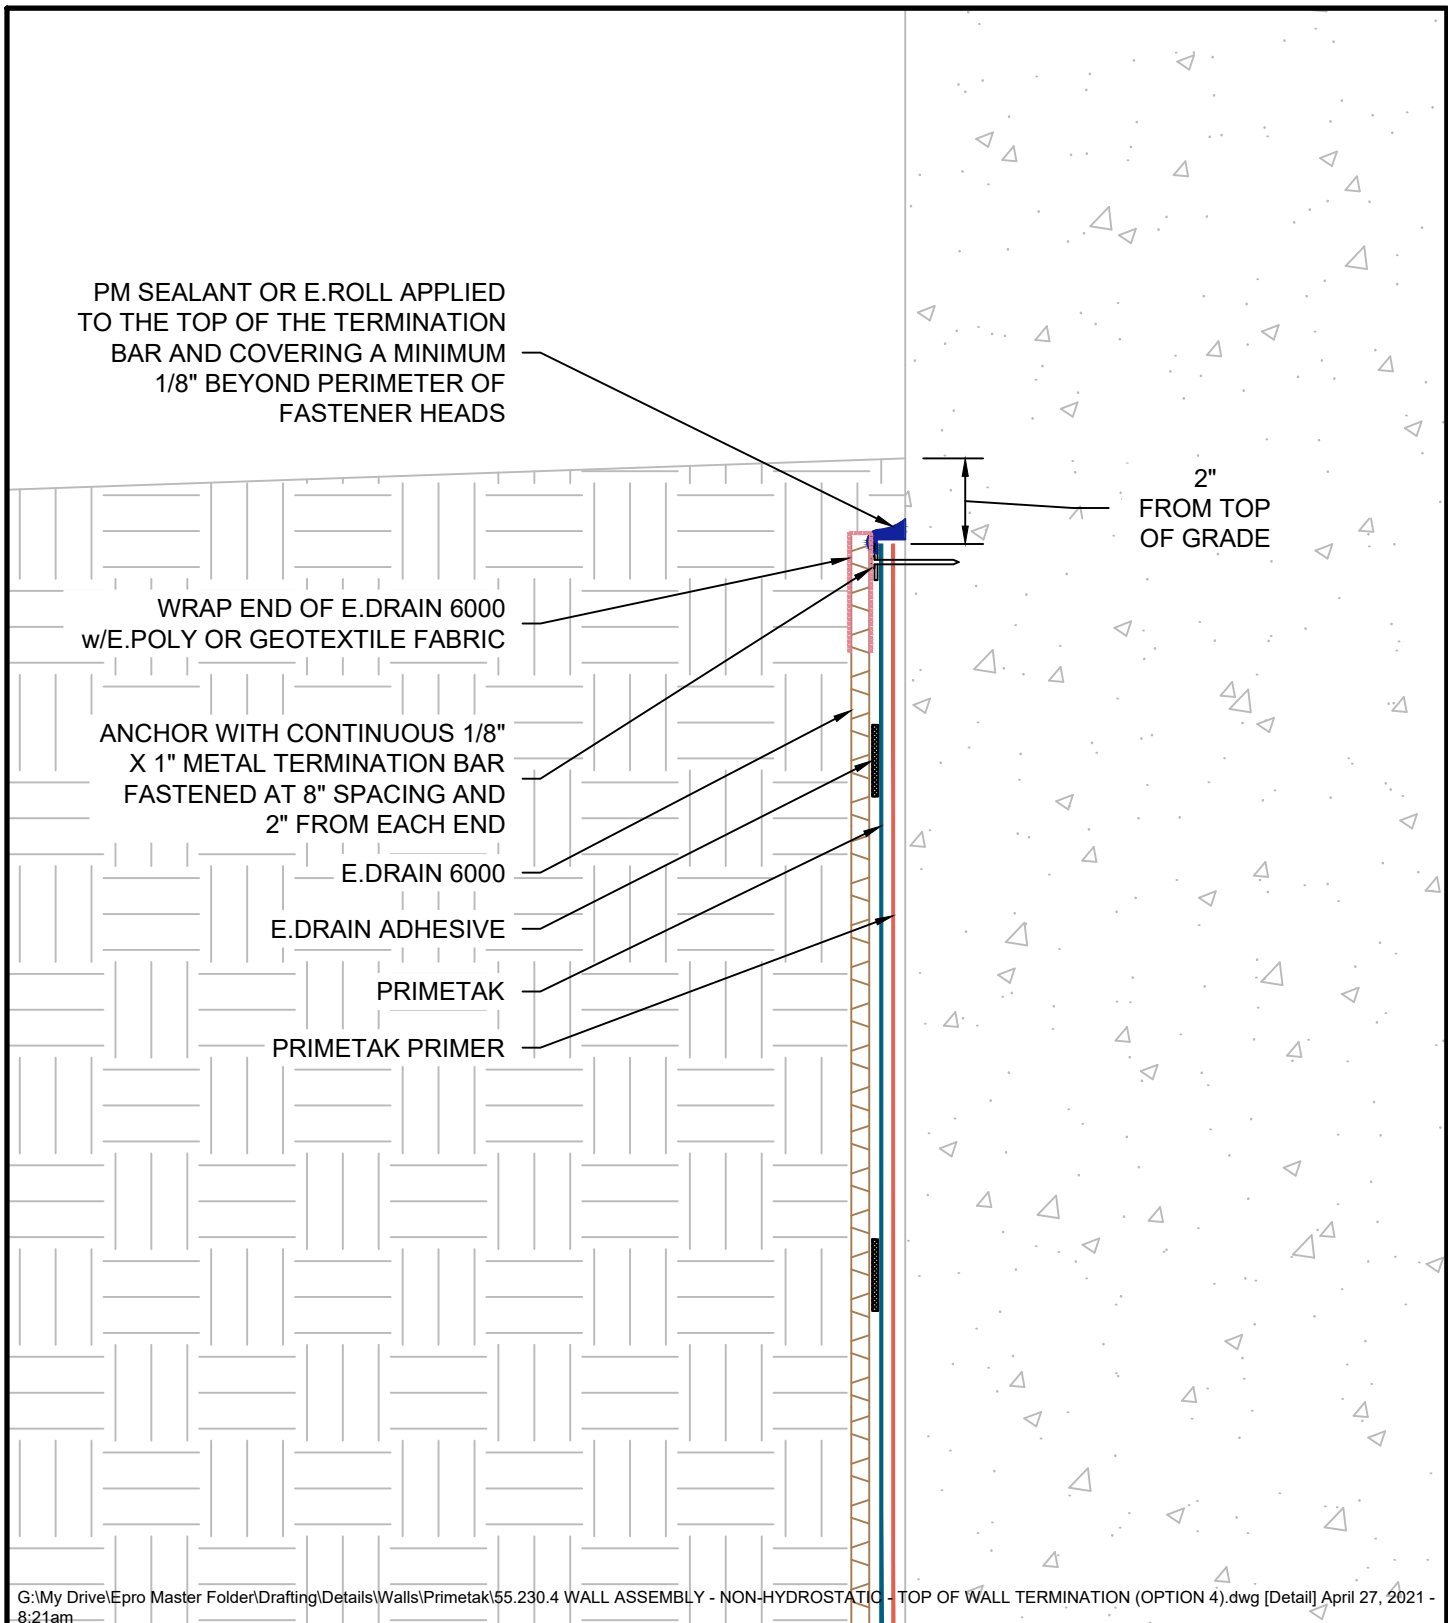 PM SEALANT OR E.ROLL APPLIED
TO THE TOP OF THE TERMINATION
BAR AND COVERING A MINIMUM
1/8" BEYOND PERIMETER OF
FASTENER HEADS
2"
FROM TOP
OF GRADE
WRAP END OF E.DRAIN 6000
w/E.POLY OR GEOTEXTILE FABRIC
ANCHOR WITH CONTINUOUS 1/8"
X 1" METAL TERMINATION BAR
FASTENED AT 8" SPACING AND
2" FROM EACH END
E.DRAIN 6000
E.DRAIN ADHESIVE
PRIMETAK
PRIMETAK PRIMER
G:\My Drive\Epro Master Folder\Drafting\Details\Walls\Primetak\55.230.4 WALL ASSEMBLY - NON-HYDROSTATIC - TOP OF WALL TERMINATION (OPTION 4).dwg [Detail] April 27, 2021 -
8:21am